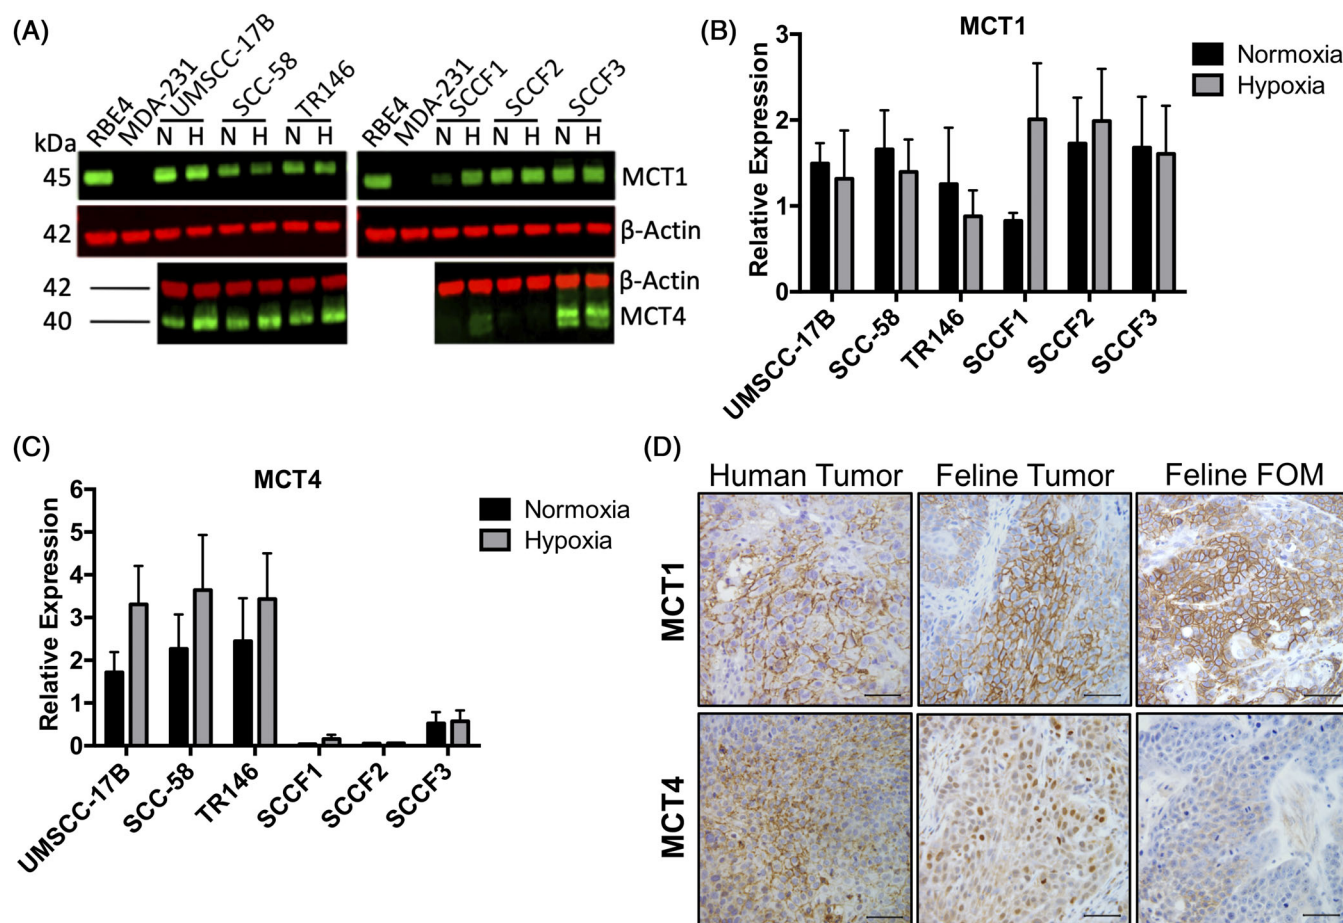 (A)
RBE4 MDA-231 UMSCC-17B SCC-58 TR146 RBE4 MDA-231 SCCF1 SCCF2 SCCF3
kDa N H N H N H N H N H N H
45 MCT1
42 β-Actin
42 β-Actin
40 MCT4
(B)
MCT1
Normoxia
Hypoxia
Relative Expression
3
2
1
0
UMSCC-17B SCC-58 TR146 SCCF1 SCCF2 SCCF3
(C)
MCT4
Normoxia
Hypoxia
Relative Expression
6
5
4
3
2
1
0
UMSCC-17B SCC-58 TR146 SCCF1 SCCF2 SCCF3
(D)
Human Tumor Feline Tumor Feline FOM
MCT1
MCT4